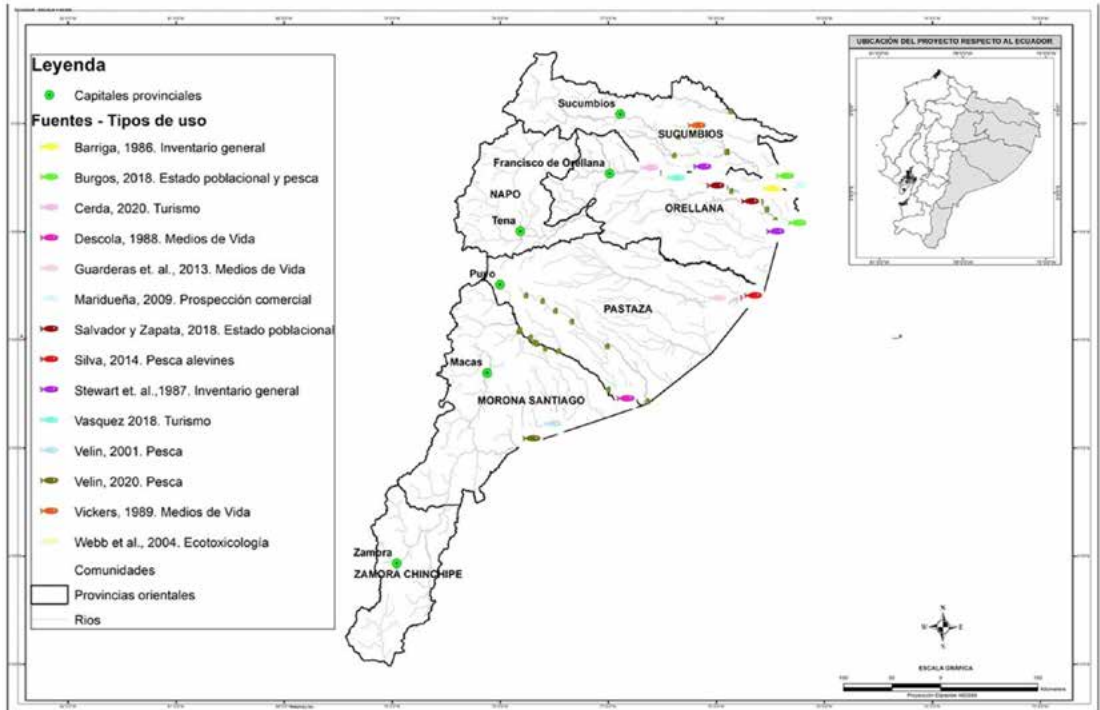 Leyenda
Capitales provinciales
Fuentes - Tipos de uso
Barriga, 1986. Inventario general
Burgos, 2018. Estado poblacional y pesca
Cerda, 2020. Turismo
Descola, 1988. Medios de Vida
Guarderas et. al., 2013. Medios de Vida
Maridueña, 2009. Prospección comercial
Salvador y Zapata, 2018. Estado poblacional
Silva, 2014. Pesca alevines
Stewart et. al.,1987. Inventario general
Vasquez 2018. Turismo
Velin, 2001. Pesca
Velin, 2020. Pesca
Vickers, 1989. Medios de Vida
Webb et al., 2004. Ecotoxicología
Comunidades
Provincias orientales
Rios
Sucumbios
SUCUMBIOS
Francisco de Orellana
NAPO
ORELLANA
Tena
Puyo
PASTAZA
Macas
MORONA SANTIAGO
Zamora
ZAMORA CHINCHIPE
UBICACIÓN DEL PROYECTO RESPECTO AL ECUADOR
N
E
S
ESCALA GRÁFICA